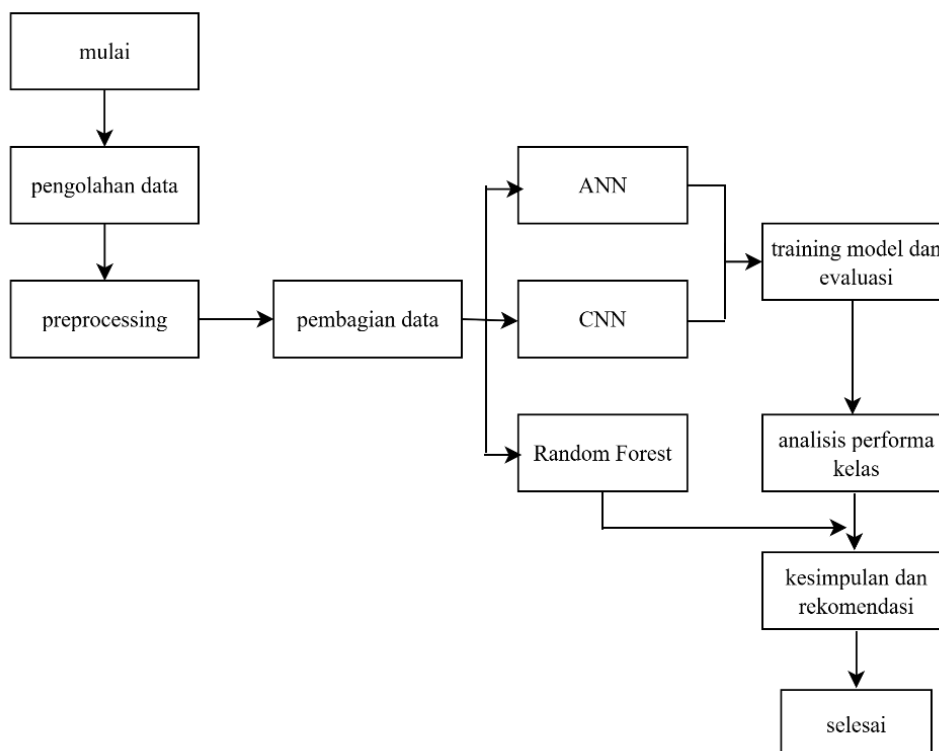 mulai
pengolahan data
preprocessing
pembagian data
ANN
CNN
Random Forest
training model dan
evaluasi
analisis performa
kelas
kesimpulan dan
rekomendasi
selesai